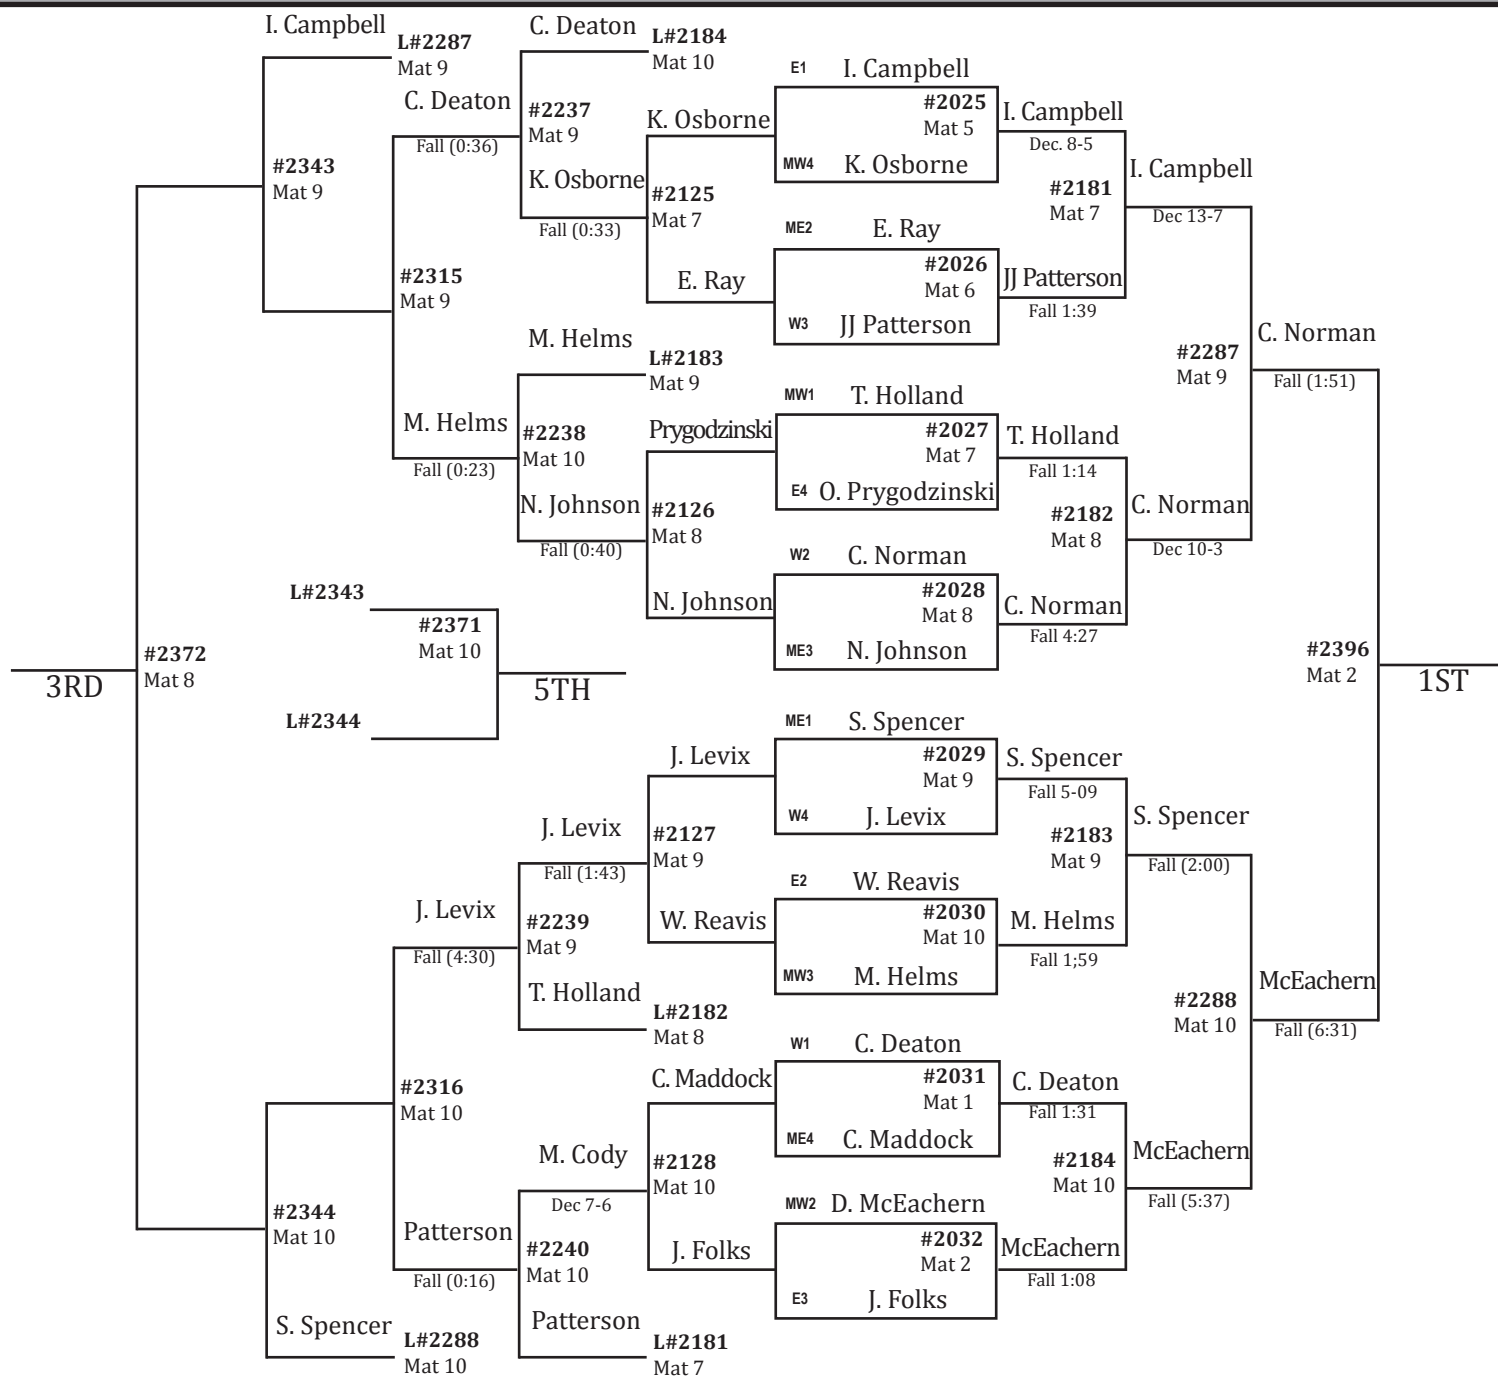 I. Campbell
L#2287
Mat 9
C. Deaton
L#2184
Mat 10
C. Deaton
Fall (0:36)
#2237
Mat 9
K. Osborne
Fall (0:33)
#2343
Mat 9
#2315
Mat 9
K. Osborne
#2125
Mat 7
E. Ray
E1 I. Campbell
#2025
Mat 5
MW4 K. Osborne
I. Campbell
Dec. 8-5
ME2 E. Ray
#2026
Mat 6
W3 JJ Patterson
JJ Patterson
Fall 1:39
#2181
Mat 7
I. Campbell
Dec 13-7
M. Helms
L#2183
Mat 9
M. Helms
Fall (0:23)
#2238
Mat 10
N. Johnson
Fall (0:40)
Prygodzinski
#2126
Mat 8
N. Johnson
MW1 T. Holland
#2027
Mat 7
E4 O. Prygodzinski
T. Holland
Fall 1:14
W2 C. Norman
#2028
Mat 8
ME3 N. Johnson
C. Norman
Fall 4:27
#2182
Mat 8
C. Norman
Dec 10-3
#2287
Mat 9
C. Norman
Fall (1:51)
L#2343
#2371
Mat 10
L#2344
5TH
#2372
Mat 8
3RD
#2396
Mat 2
1ST
J. Levix
#2127
Mat 9
W. Reavis
J. Levix
Fall (1:43)
J. Levix
Fall (4:30)
#2239
Mat 9
T. Holland
L#2182
Mat 8
ME1 S. Spencer
#2029
Mat 9
W4 J. Levix
S. Spencer
Fall 5-09
E2 W. Reavis
#2030
Mat 10
MW3 M. Helms
M. Helms
Fall 1;59
#2183
Mat 9
S. Spencer
Fall (2:00)
#2288
Mat 10
McEachern
Fall (6:31)
#2316
Mat 10
#2344
Mat 10
C. Maddock
#2128
Mat 10
J. Folks
M. Cody
Dec 7-6
Patterson
Fall (0:16)
#2240
Mat 10
Patterson
L#2181
Mat 7
S. Spencer
L#2288
Mat 10
W1 C. Deaton
#2031
Mat 1
ME4 C. Maddock
C. Deaton
Fall 1:31
MW2 D. McEachern
#2032
Mat 2
E3 J. Folks
McEachern
Fall 1:08
#2184
Mat 10
McEachern
Fall (5:37)